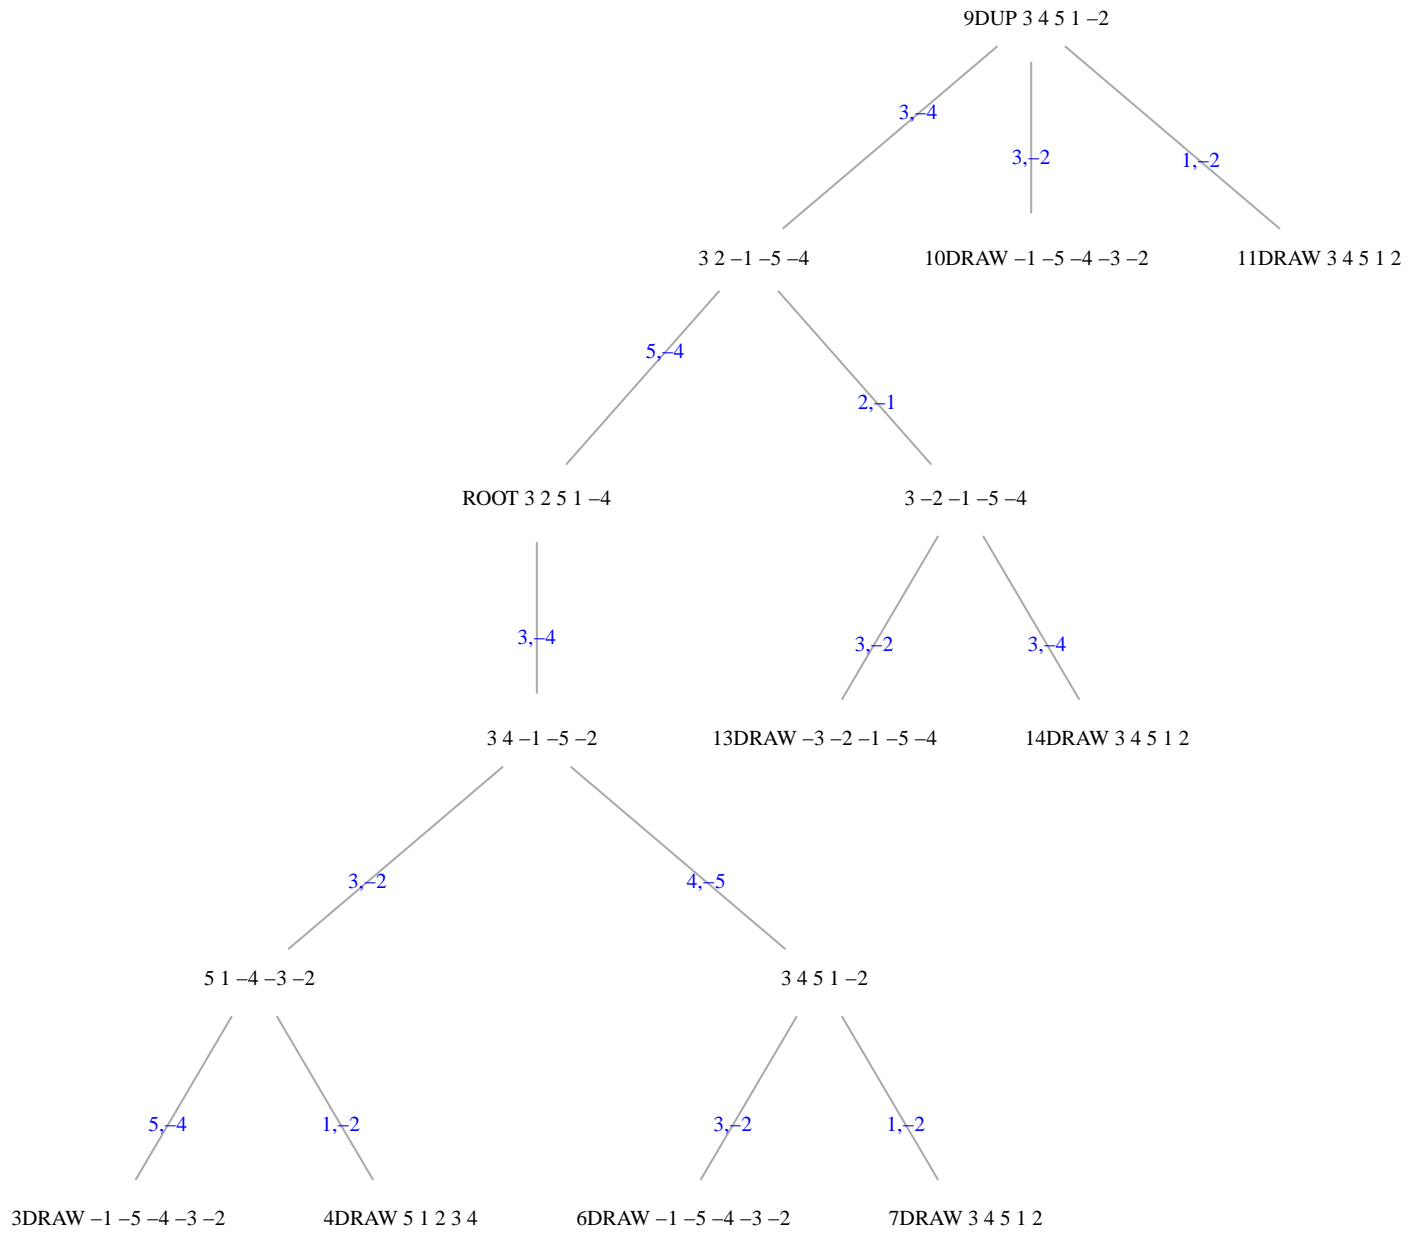 9DUP 3 4 5 1 –2
3,–4
3,–2
1,–2
3 2 –1 –5 –4
10DRAW –1 –5 –4 –3 –2
11DRAW 3 4 5 1 2
5,–4
2,–1
ROOT 3 2 5 1 –4
3 –2 –1 –5 –4
3,–4
3,–2
3,–4
3 4 –1 –5 –2
13DRAW –3 –2 –1 –5 –4
14DRAW 3 4 5 1 2
3,–2
4,–5
5 1 –4 –3 –2
3 4 5 1 –2
5,–4
1,–2
3,–2
1,–2
3DRAW –1 –5 –4 –3 –2
4DRAW 5 1 2 3 4
6DRAW –1 –5 –4 –3 –2
7DRAW 3 4 5 1 2